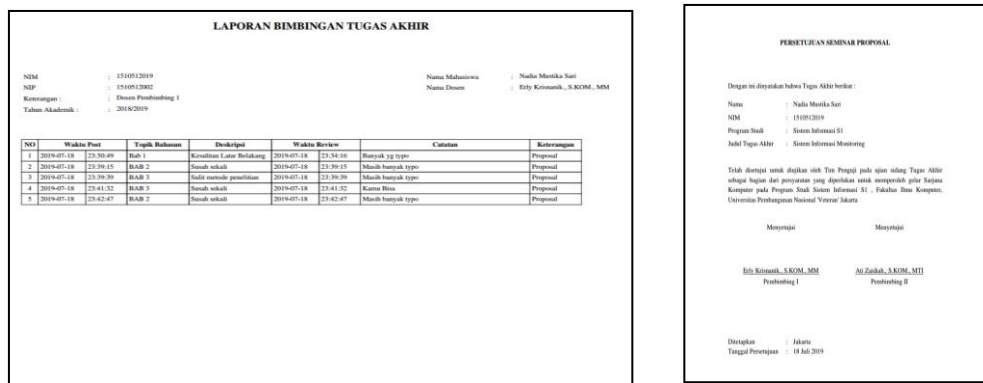 LAPORAN BIMBINGAN TUGAS AKHIR
NIM : 1510512019 Nama Mahasiswa : Nadia Mustika Sari
NIP : 1510512002 Nama Dosen : Erly Krisnanik., S.KOM., MM
Keterangan : : Dosen Pembimbing 1
Tahun Akademik : : 2018/2019
NO Waktu Post Topik Bahasan Deskripsi Waktu Review Catatan Keterangan
1 2019-07-18 23:30:49 Bab 1 Kesulitan Latar Belakang 2019-07-18 23:34:16 Banyak yg typo Proposal
2 2019-07-18 23:39:15 BAB 2 Susah sekali 2019-07-18 23:39:15 Masih banyak typo Proposal
3 2019-07-18 23:39:39 BAB 3 Sulit metode penelitian 2019-07-18 23:39:39 Masih banyak typo Proposal
4 2019-07-18 23:41:32 BAB 3 Susah sekali 2019-07-18 23:41:32 Kamu Bisa Proposal
5 2019-07-18 23:42:47 BAB 2 Susah sekali 2019-07-18 23:42:47 Masih banyak typo Proposal
PERSETUJUAN SEMINAR PROPOSAL
Dengan ini dinyatakan bahwa Tugas Akhir berikut :
Nama : Nadia Mustika Sari
NIM : 1510512019
Program Studi : Sistem Informasi S1
Judul Tugas Akhir : Sistem Informasi Monitoring
Telah disetujui untuk diujikan oleh Tim Penguji pada ujian sidang Tugas Akhir
sebagai bagian dari persyaratan yang diperlukan untuk memperoleh gelar Sarjana
Komputer pada Program Studi Sistem Informasi S1 , Fakultas Ilmu Komputer,
Universitas Pembangunan Nasional 'Veteran' Jakarta
Menyetujui Menyetujui
Erly Krisnanik., S.KOM., MM Ati Zaidiah., S.KOM., MTI
Pembimbing I Pembimbing II
Ditetapkan : Jakarta
Tanggal Persetujuan : 18 Juli 2019